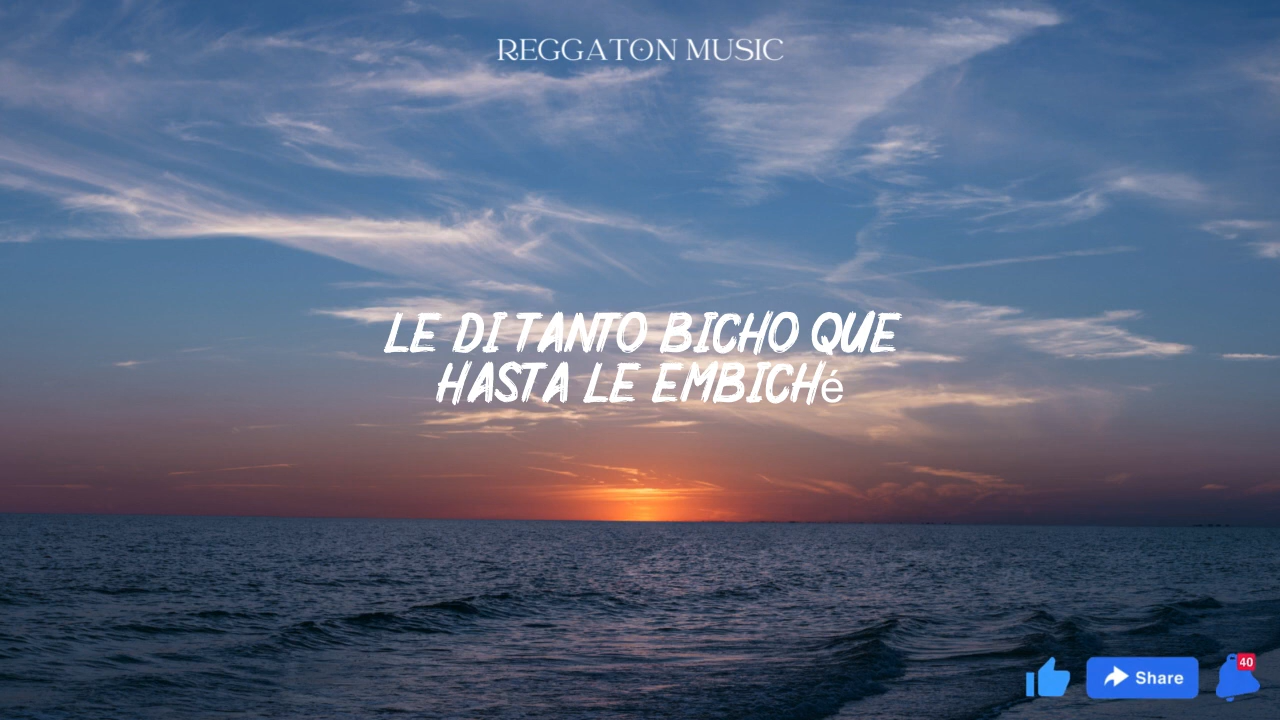 REGGATON MUSIC
LE DI TANTO BICHO QUE
HASTA LE EMBICHé
40
Share